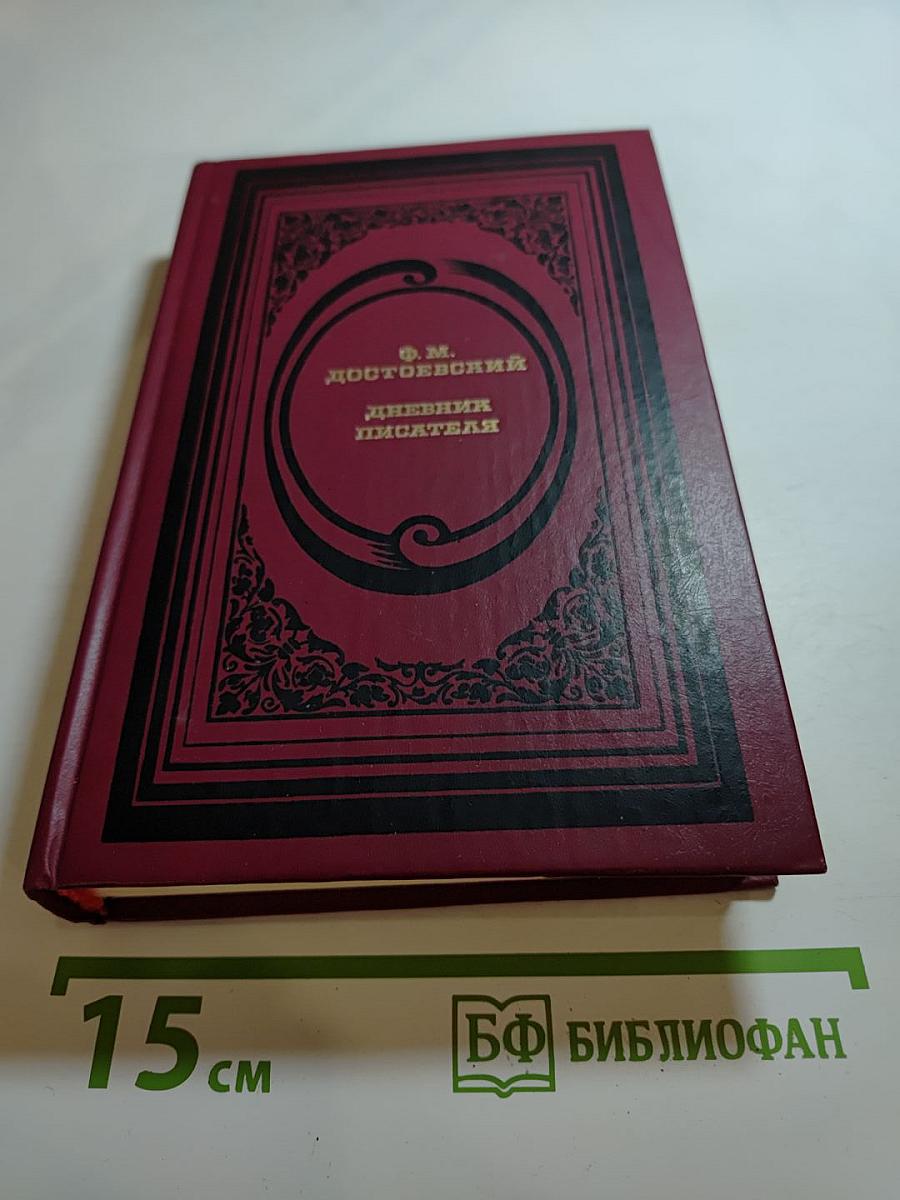 Ф. М.
ДОСТОЕВСКИЙ
ДНЕВНИК
ПИСАТЕЛЯ
15 см
БФ БИБЛИОФАН